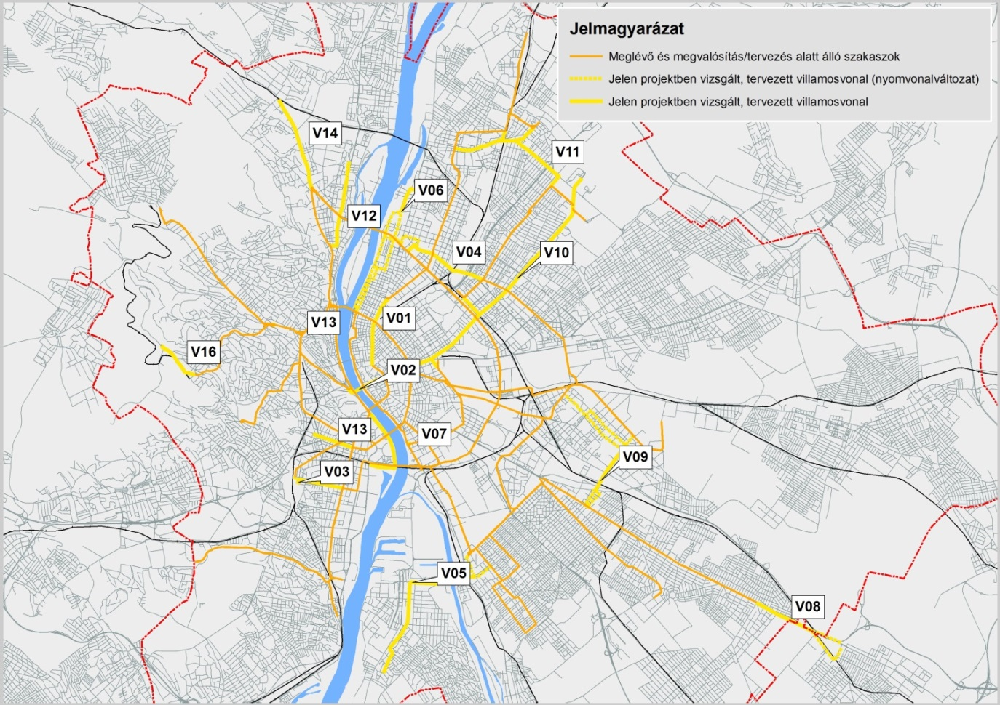 Jelmagyarázat
Meglévő és megvalósítás/tervezés alatt álló szakaszok
Jelen projektben vizsgált, tervezett villamosvonal (nyomvonalváltozat)
Jelen projektben vizsgált, tervezett villamosvonal
V14
V11
V06
V12
V04
V10
V13
V01
V16
V02
V13
V07
V09
V03
V05
V08